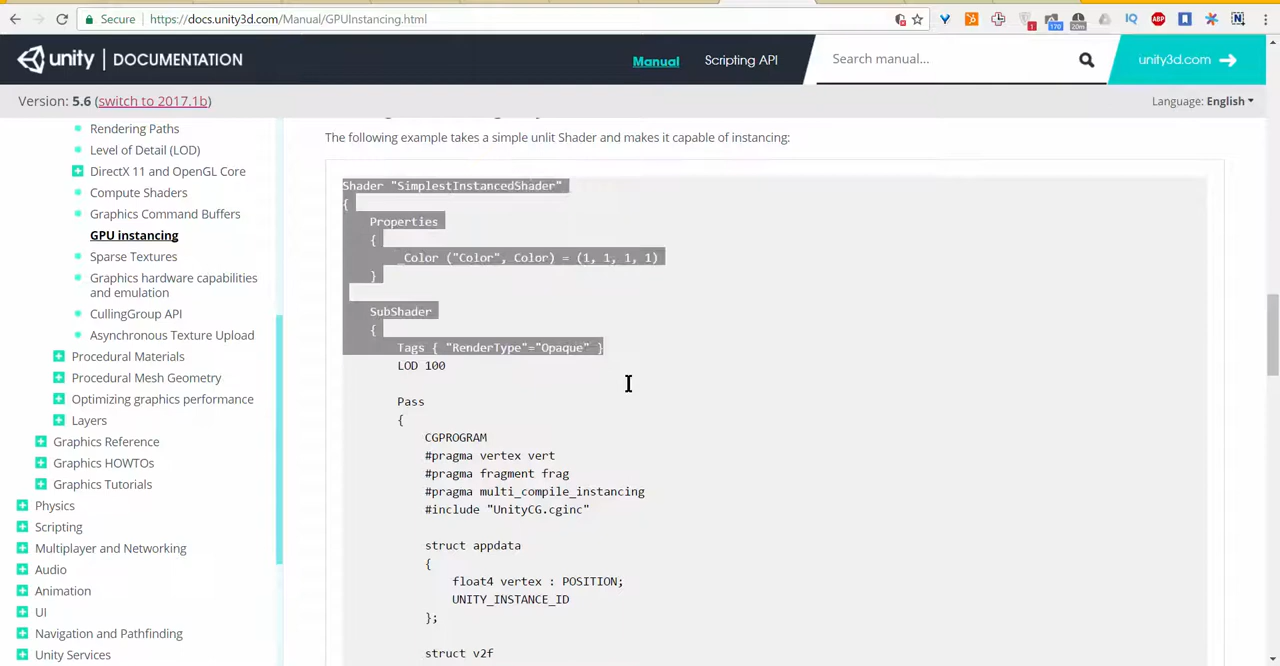 Secure https://docs.unity3d.com/Manual/GPUInstancing.html
1 170 20m IQ ABP N
unity DOCUMENTATION Manual Scripting API Search manual... unity3d.com
Version: 5.6 (switch to 2017.1b) Language: English
Rendering Paths
Level of Detail (LOD)
DirectX 11 and OpenGL Core
Compute Shaders
Graphics Command Buffers
GPU instancing
Sparse Textures
Graphics hardware capabilities
and emulation
CullingGroup API
Asynchronous Texture Upload
Procedural Materials
Procedural Mesh Geometry
Optimizing graphics performance
Layers
Graphics Reference
Graphics HOWTOs
Graphics Tutorials
Physics
Scripting
Multiplayer and Networking
Audio
Animation
UI
Navigation and Pathfinding
Unity Services
The following example takes a simple unlit Shader and makes it capable of instancing:
Shader "SimplestInstancedShader"
{
Properties
{
_Color ("Color", Color) = (1, 1, 1, 1)
}
SubShader
{
Tags { "RenderType"="Opaque" }
LOD 100
Pass
{
CGPROGRAM
#pragma vertex vert
#pragma fragment frag
#pragma multi_compile_instancing
#include "UnityCG.cginc"
struct appdata
{
float4 vertex : POSITION;
UNITY_INSTANCE_ID
};
struct v2f